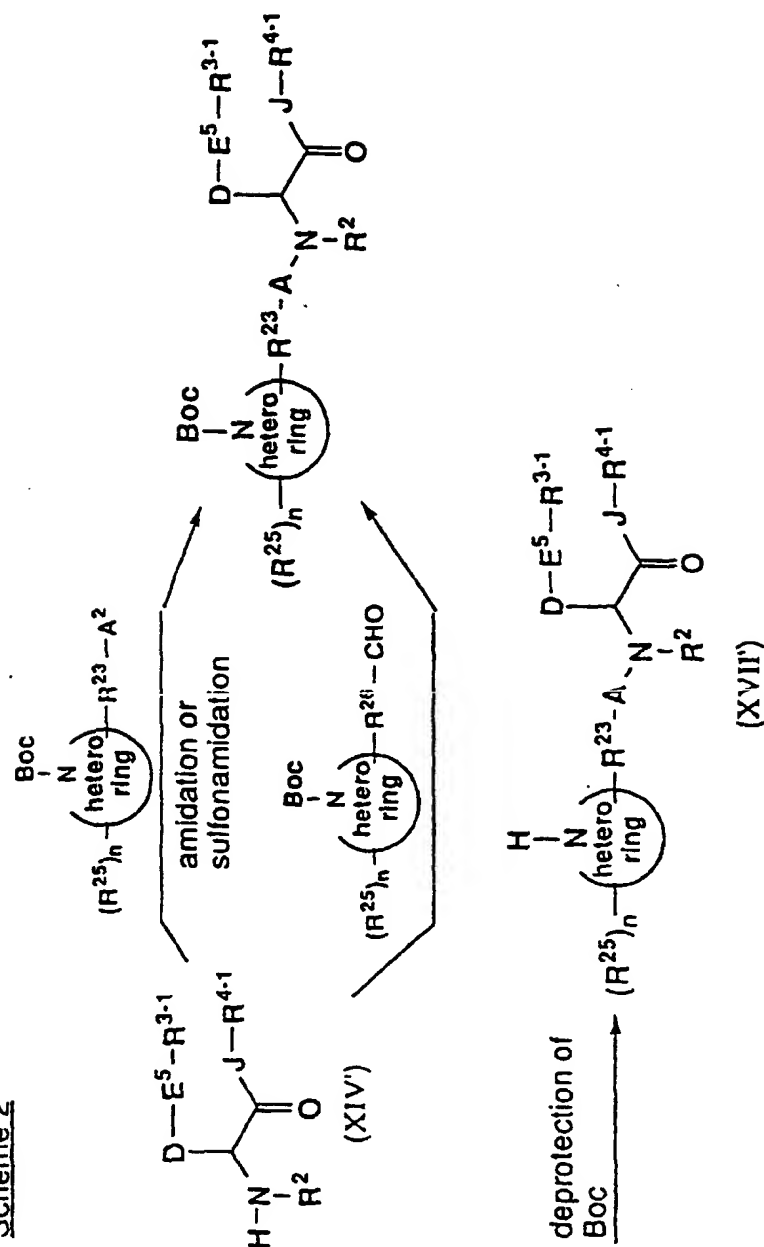 Scheme 2
Boc
N
(R²⁵)ₙ hetero ring R²³—A²
amidation or
sulfonamidation
D—E⁵—R³⁻¹
H—N
R²
J—R⁴⁻¹
O
(XIV')
Boc
N
(R²⁵)ₙ hetero ring R²⁶—CHO
Boc
N
(R²⁵)ₙ hetero ring R²³-A
N
R²
D—E⁵—R³⁻¹
J—R⁴⁻¹
O
deprotection of
Boc
H
N
(R²⁵)ₙ hetero ring R²³-A
N
R²
D—E⁵—R³⁻¹
J—R⁴⁻¹
O
(XVII')